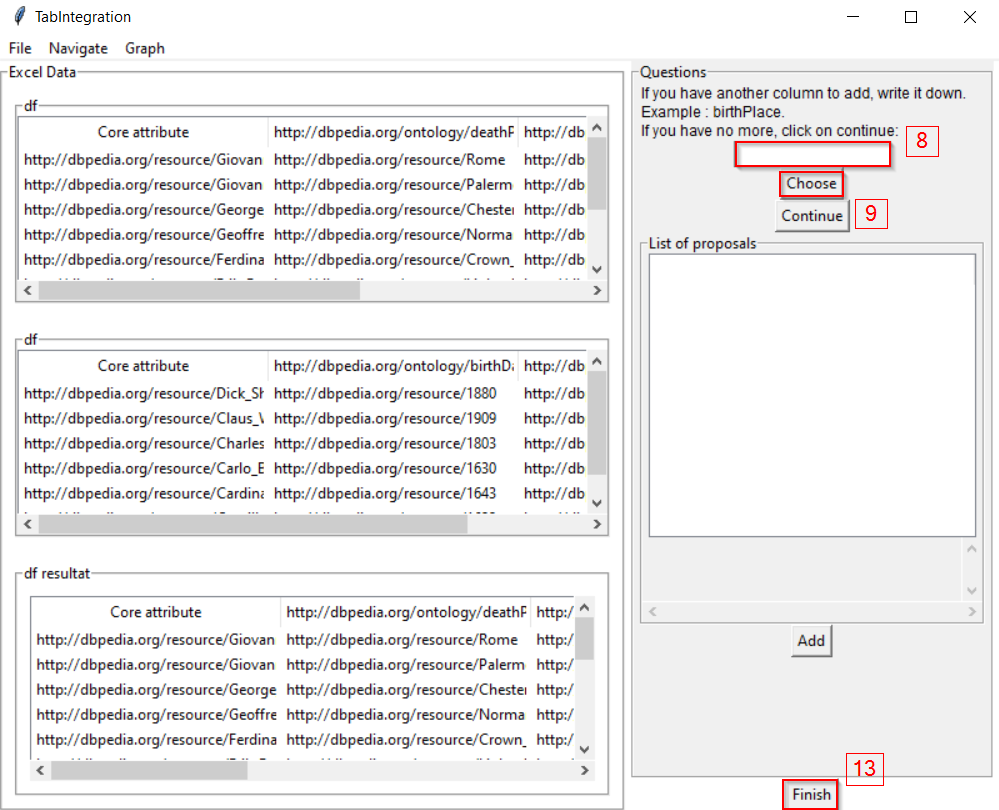 TabIntegration
File Navigate Graph
Excel Data
df
Core attribute http://dbpedia.org/ontology/deathP http://db
http://dbpedia.org/resource/Giovan http://dbpedia.org/resource/Rome http://db
http://dbpedia.org/resource/Giovan http://dbpedia.org/resource/Palerm http://db
http://dbpedia.org/resource/George http://dbpedia.org/resource/Chester http://db
http://dbpedia.org/resource/Geoffre http://dbpedia.org/resource/Norma http://db
http://dbpedia.org/resource/Ferdina http://dbpedia.org/resource/Crown_ http://db
df
Core attribute http://dbpedia.org/ontology/birthDa http://db
http://dbpedia.org/resource/Dick_Sh http://dbpedia.org/resource/1880 http://db
http://dbpedia.org/resource/Claus_V http://dbpedia.org/resource/1909 http://db
http://dbpedia.org/resource/Charles http://dbpedia.org/resource/1803 http://db
http://dbpedia.org/resource/Carlo_E http://dbpedia.org/resource/1630 http://db
http://dbpedia.org/resource/Cardina http://dbpedia.org/resource/1643 http://db
df resultat
Core attribute http://dbpedia.org/ontology/deathP http:/
http://dbpedia.org/resource/Giovan http://dbpedia.org/resource/Rome http:/
http://dbpedia.org/resource/Giovan http://dbpedia.org/resource/Palerm http:/
http://dbpedia.org/resource/George http://dbpedia.org/resource/Chester http:/
http://dbpedia.org/resource/Geoffre http://dbpedia.org/resource/Norma http:/
http://dbpedia.org/resource/Ferdina http://dbpedia.org/resource/Crown_ http:/
Questions
If you have another column to add, write it down.
Example : birthPlace.
If you have no more, click on continue:
8
Choose
Continue
9
List of proposals
Add
13
Finish